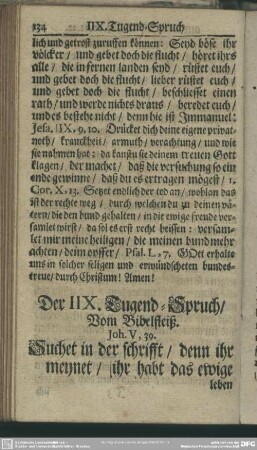 134 IIX. Tugend-Spruch
lich und getrost zuruffen können: Seyd böse ihr
völcker/ und gebet doch die flucht/ höret ihrs
alle/ die in fernen landen seyd/ rüstet euch/
und gebet doch die flucht/ lieber rüstet euch/
und gebet doch die flucht/ beschliesset einen
rath/ und werde nichts draus/ beredet euch/
und es bestehe nicht/ denn hie ist Immanuel:
Jesa. IIX, 9, 10. Drücket dich deine eigne privat-
noth/ kranckheit/ armuth/ verachtung/ und wie
sie nahmen hat: da kanstu sie deinem treuen Gott
klagen/ der machet/ daß die versuchung so ein
ende gewinne/ daß du es ertragen mögest/ 1.
Cor. X, 13. Setzt endlich der tod an/ wohlan das
ist der rechte weg/ durch welchen du zu deinen vä-
tern/ die den bund gehalten/ in die ewige freude ver-
samlet wirst/ da sol es erst recht heissen: versam-
let mir meine heiligen/ die meinen bund mehr
achten/ denn opffer/ Psal. L, 7. GOtt erhalte
uns in solcher seligen und erwündscheten bundes-
treue/ durch Christum! Amen!
Der IIX. Tugend-Spruch/
Vom Bibelfleiß.
Joh. V, 39.
Suchet in der schrifft/ denn ihr
meynet/ ihr habt das ewige
leben